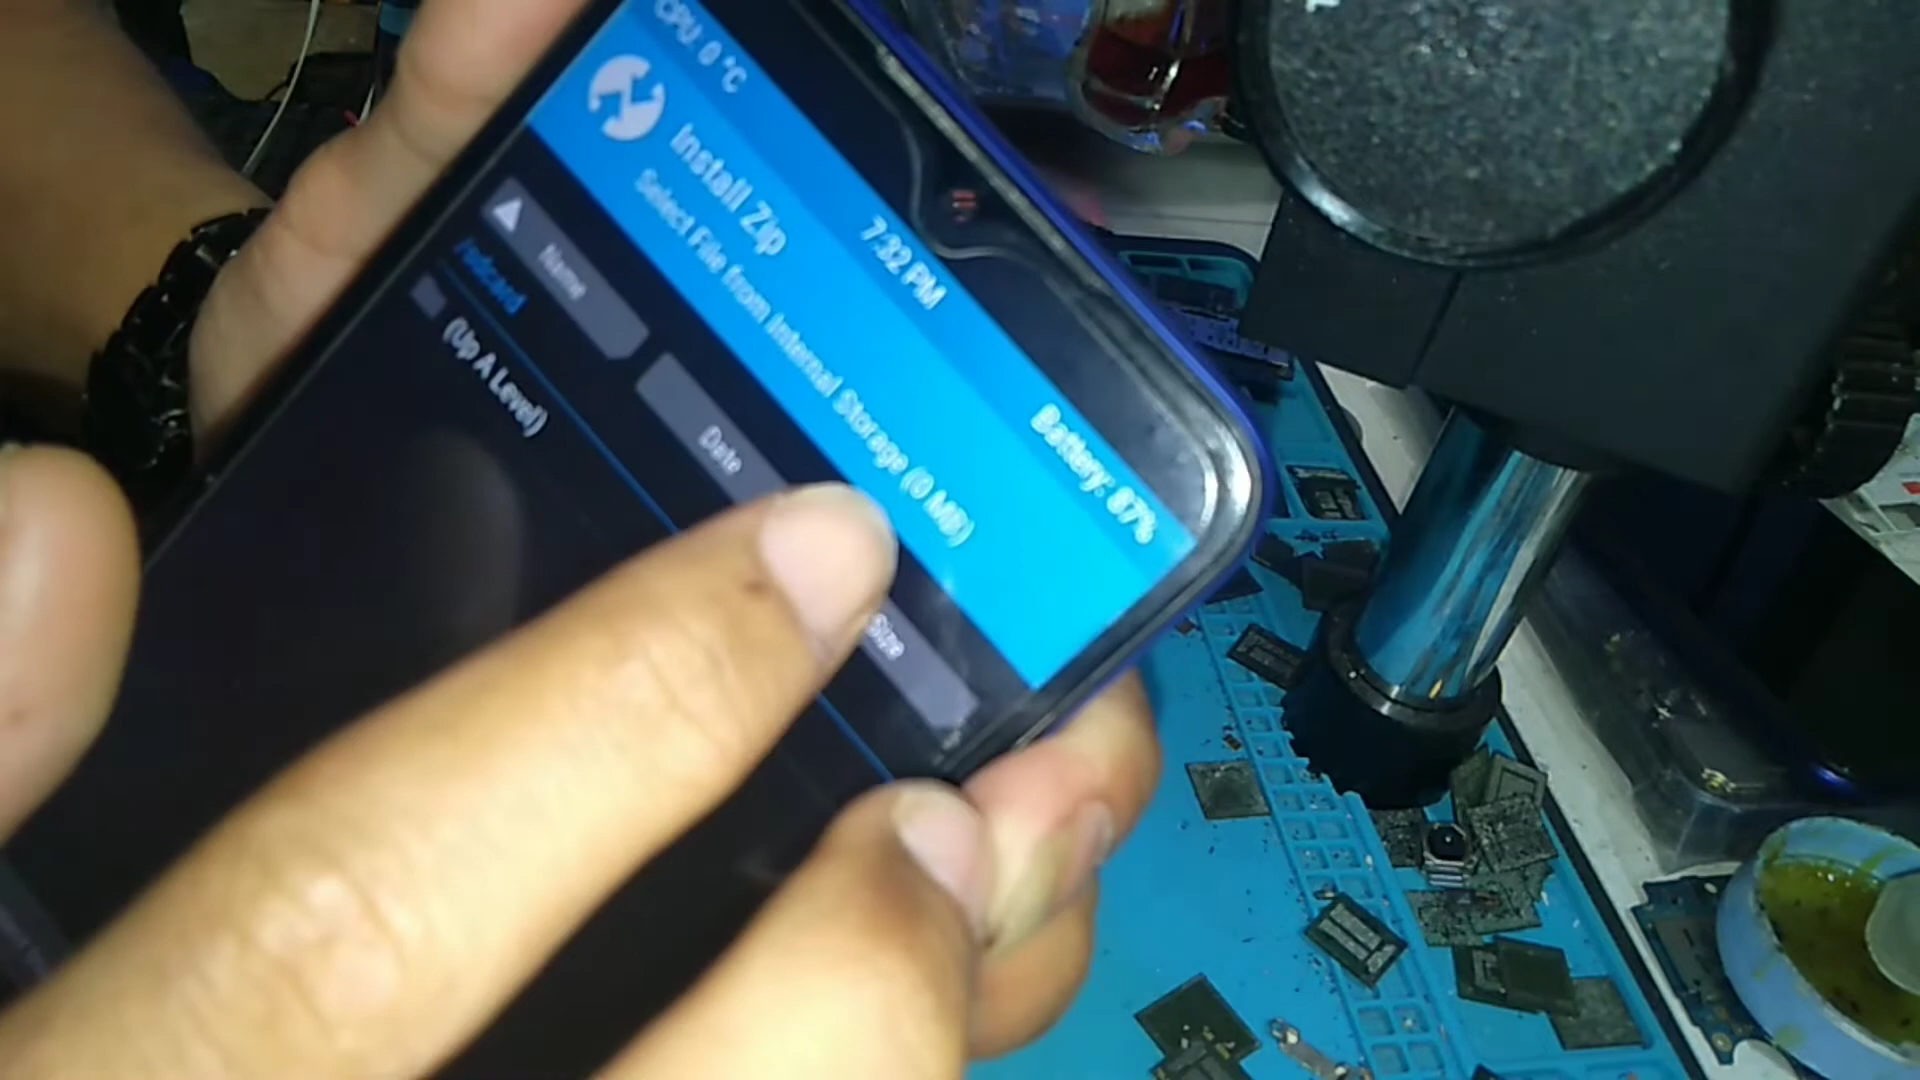 CPU: 0 °C
7:32 PM
Battery: 87%
Install Zip
Select File from Internal Storage (0 MB)
Name
Date
Size
/sdcard
(Up A Level)